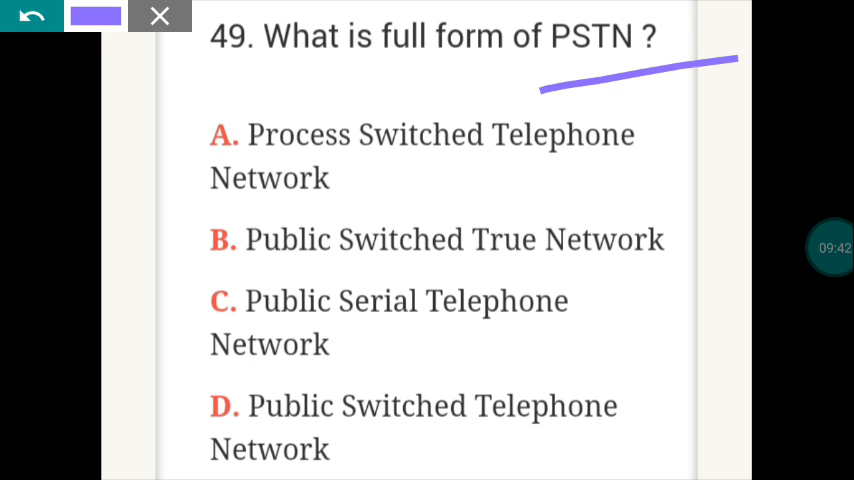 49. What is full form of PSTN ?
A. Process Switched Telephone
Network
B. Public Switched True Network
C. Public Serial Telephone
Network
D. Public Switched Telephone
Network
09:42